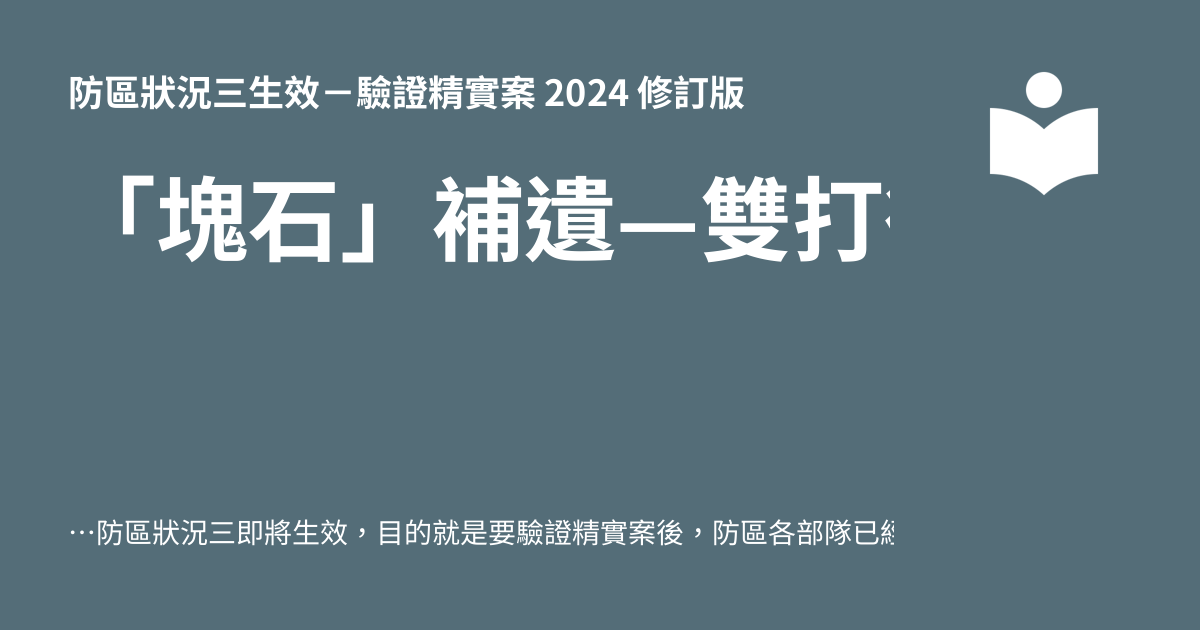 防區狀況三生效－驗證精實案 2024 修訂版
「塊石」補遺—雙打
…防區狀況三即將生效，目的就是要驗證精實案後，防區各部隊已